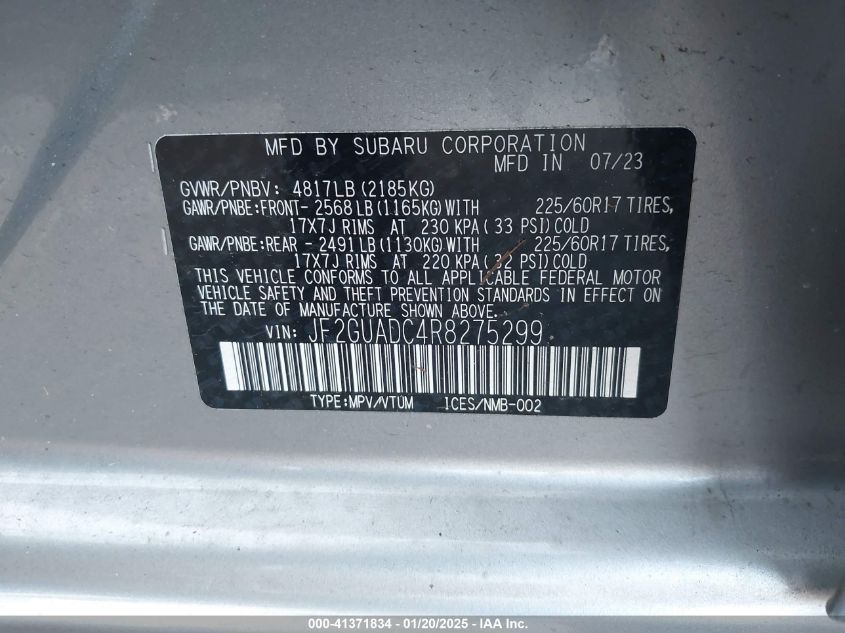 MFD BY SUBARU CORPORATION
MFD IN 07/23
GVWR/PNBV: 4817LB (2185KG)
GAWR/PNBE:FRONT- 2568 LB (1165KG) WITH 225/60R17 TIRES,
17X7J RIMS AT 230 KPA ( 33 PSI) COLD
GAWR/PNBE:REAR - 2491 LB (1130KG) WITH 225/60R17 TIRES,
17X7J RIMS AT 220 KPA ( PSI) COLD
THIS VEHICLE CONFORMS TO ALL APPLICABLE FEDERAL MOTOR
VEHICLE SAFETY AND THEFT PREVENTION STANDARDS IN EFFECT ON
THE DATE OF MANUFACTURE SHOWN ABOVE.
VIN: JF2GUADC4R8275299
TYPE:MPV/VTUM ICES/NMB-002
000-41371834 - 01/20/2025 - IAA Inc.